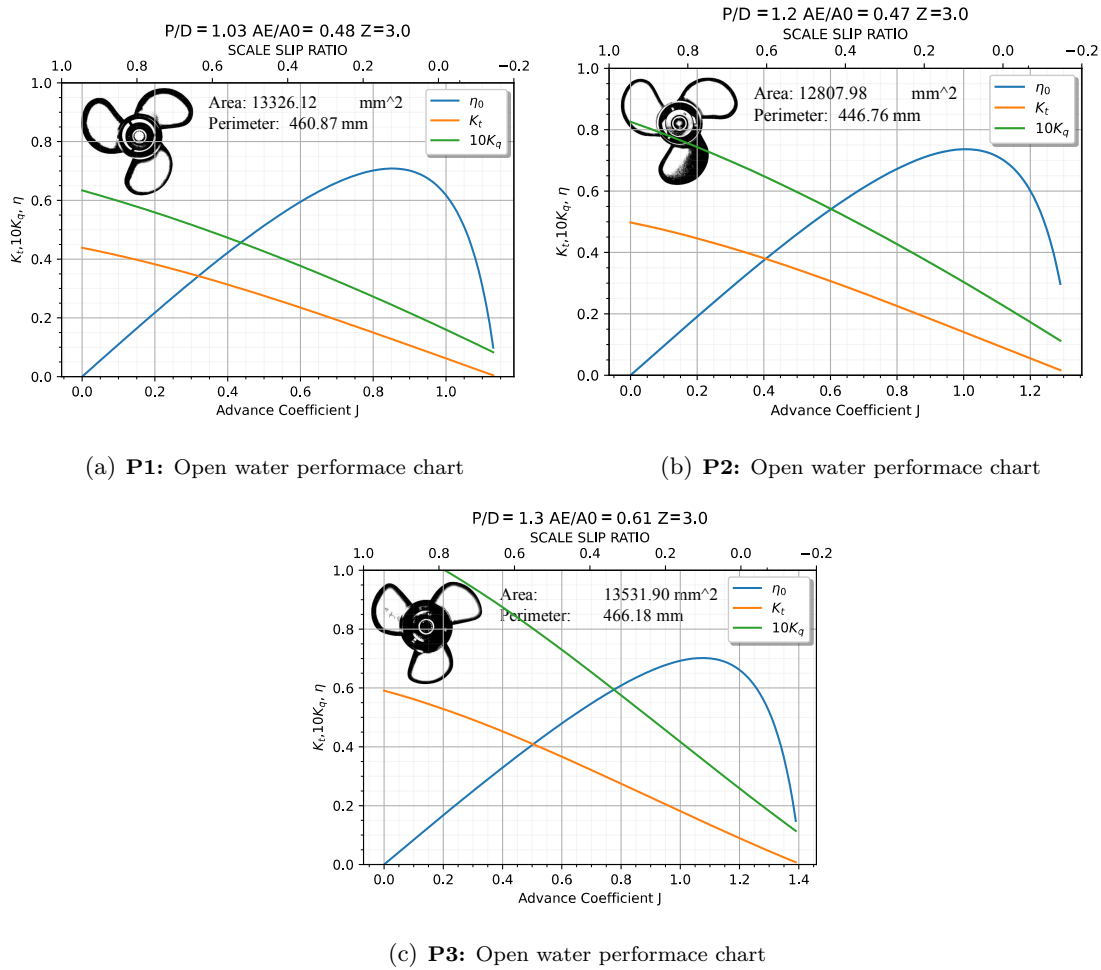 P/D = 1.03 AE/A0= 0.48 Z=3.0
SCALE SLIP RATIO
1.0 0.8 0.6 0.4 0.2 0.0 −0.2
Area: 13326.12 mm^2
Perimeter: 460.87 mm
η0
Kt
10Kq
1.0
0.8
0.6
0.4
0.2
0.0
Kt,10Kq, η
0.0 0.2 0.4 0.6 0.8 1.0
Advance Coefficient J
(a) P1: Open water performace chart
P/D = 1.2 AE/A0 = 0.47 Z=3.0
SCALE SLIP RATIO
1.0 0.8 0.6 0.4 0.2 0.0
Area: 12807.98 mm^2
Perimeter: 446.76 mm
η0
Kt
10Kq
1.0
0.8
0.6
0.4
0.2
0.0
Kt,10Kq, η
0.0 0.2 0.4 0.6 0.8 1.0 1.2
Advance Coefficient J
(b) P2: Open water performace chart
P/D = 1.3 AE/A0 = 0.61 Z=3.0
SCALE SLIP RATIO
1.0 0.8 0.6 0.4 0.2 0.0 −0.2
Area: 13531.90 mm^2
Perimeter: 466.18 mm
η0
Kt
10Kq
1.0
0.8
0.6
0.4
0.2
0.0
Kt,10Kq, η
0.0 0.2 0.4 0.6 0.8 1.0 1.2 1.4
Advance Coefficient J
(c) P3: Open water performace chart